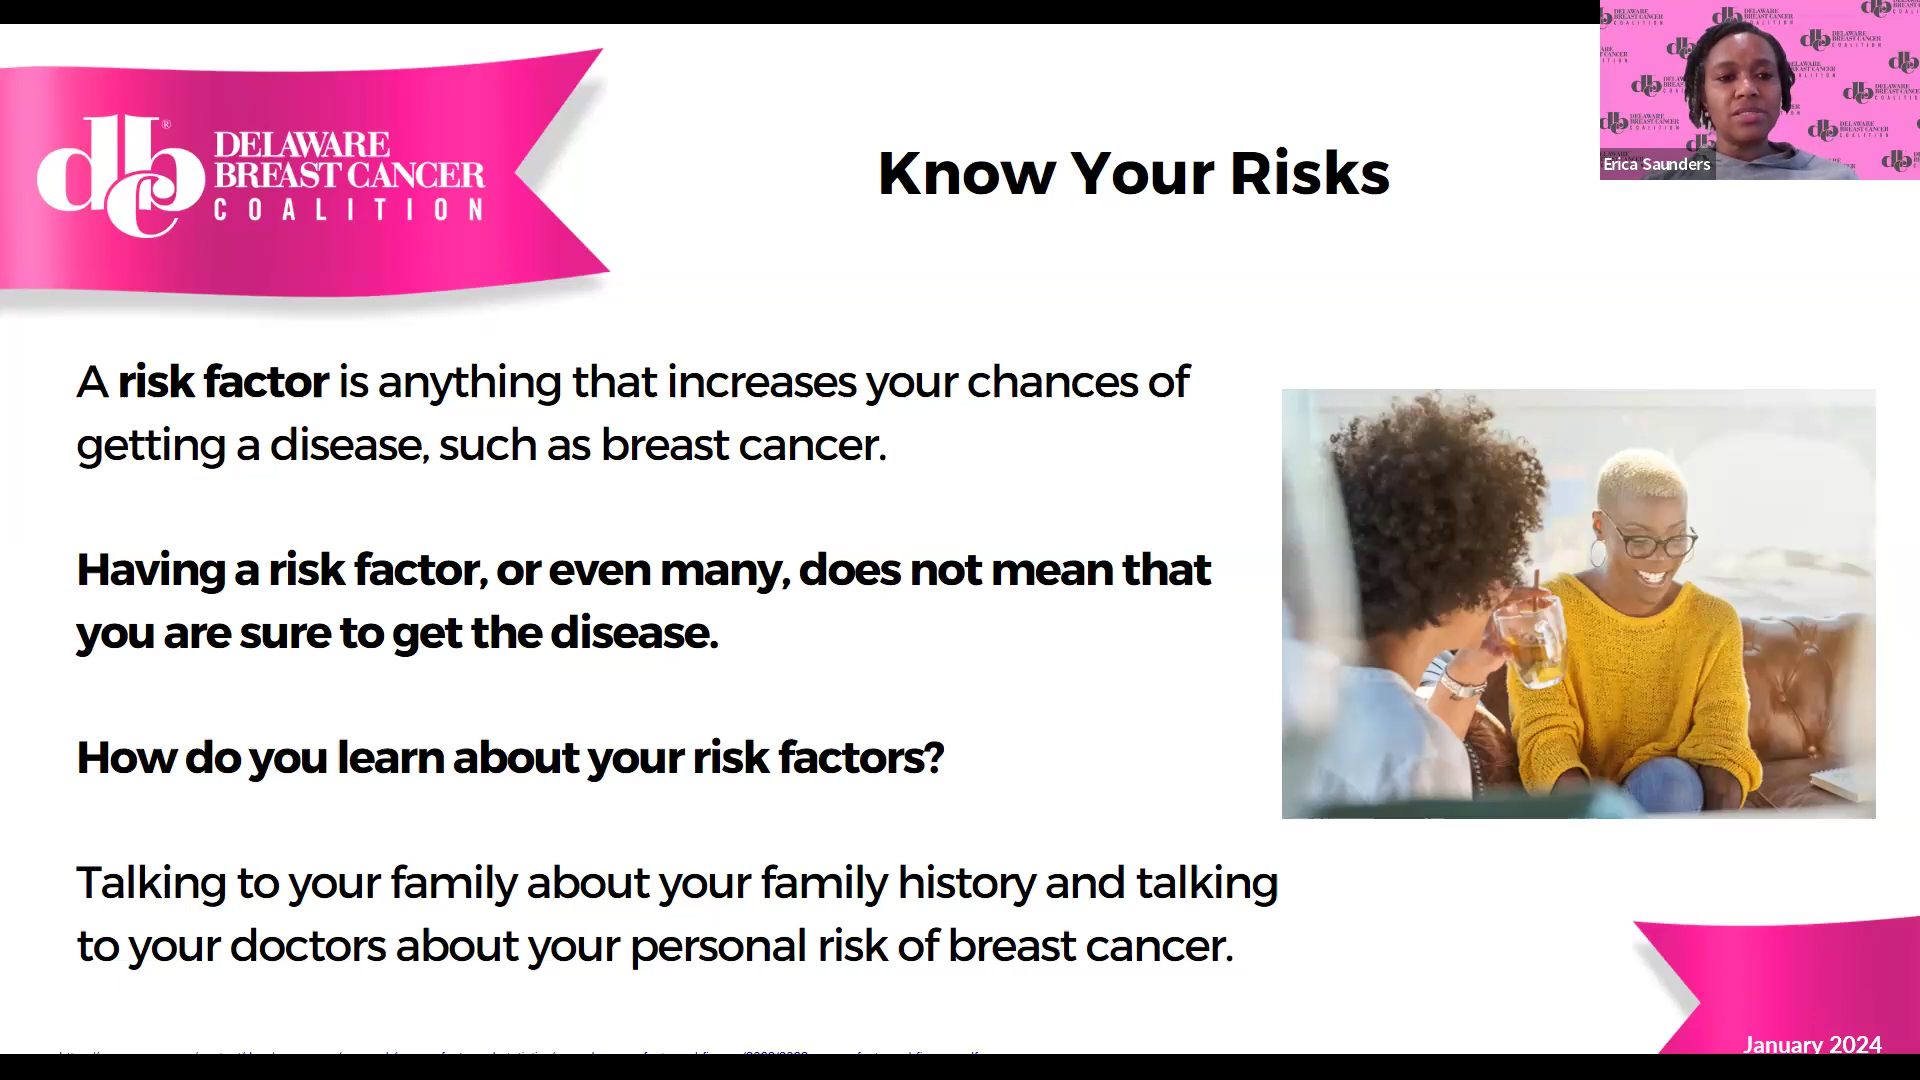 dbc®
DELAWARE
BREAST CANCER
COALITION
Know Your Risks
Erica Saunders
A risk factor is anything that increases your chances of
getting a disease, such as breast cancer.
Having a risk factor, or even many, does not mean that
you are sure to get the disease.
How do you learn about your risk factors?
Talking to your family about your family history and talking
to your doctors about your personal risk of breast cancer.
January 2024